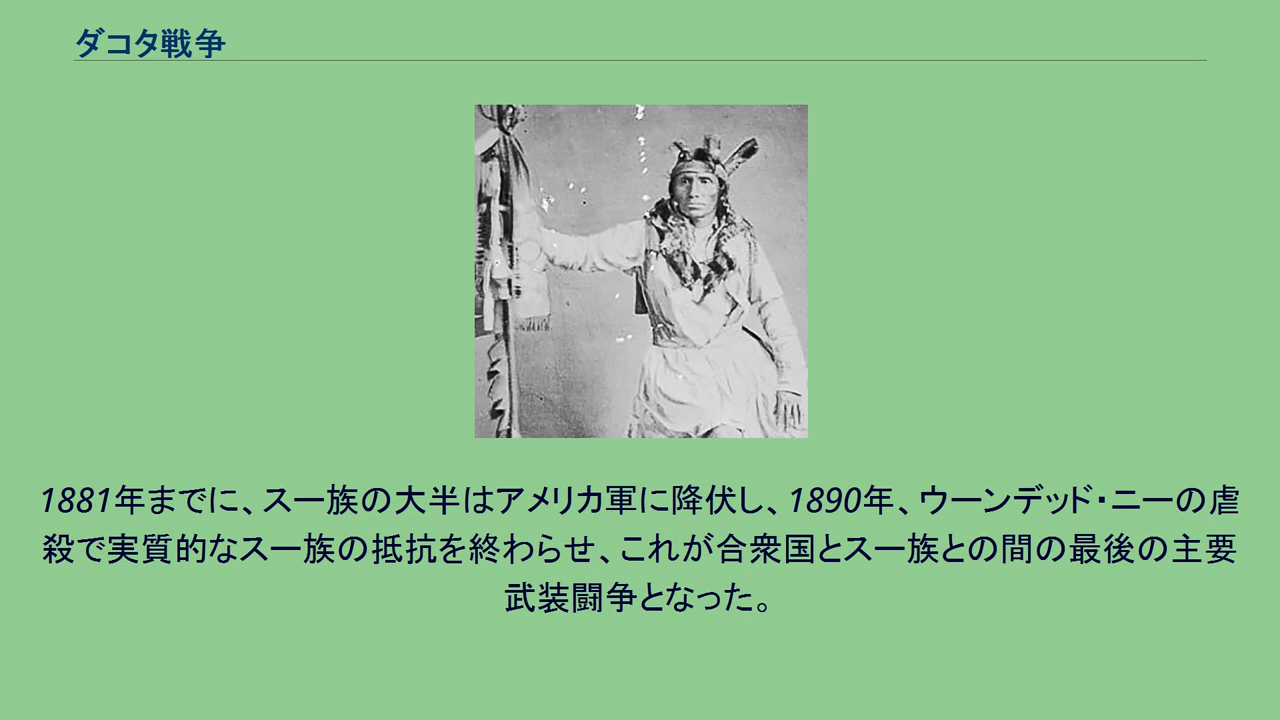 ダコタ戦争
1881年までに、スー族の大半はアメリカ軍に降伏し、1890年、ウーンデッド・ニーの虐
殺で実質的なスー族の抵抗を終わらせ、これが合衆国とスー族との間の最後の主要
武装闘争となった。